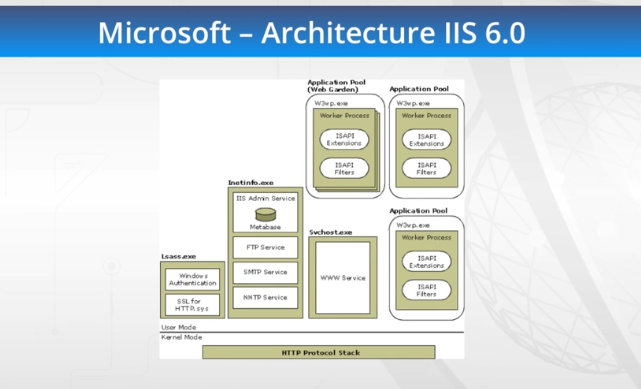 Microsoft – Architecture IIS 6.0
Application Pool
(Web Garden)
W3wp.exe
Worker Process
ISAPI
Extensions
ISAPI
Filters
Application Pool
W3wp.exe
Worker Process
ISAPI
Extensions
ISAPI
Filters
Inetinfo.exe
IIS Admin Service
Metabase
FTP Service
SMTP Service
NNTP Service
Svchost.exe
WWW Service
Application Pool
W3wp.exe
Worker Process
ISAPI
Extensions
ISAPI
Filters
Lsass.exe
Windows
Authentication
SSL for
HTTP.sys
User Mode
Kernel Mode
HTTP Protocol Stack